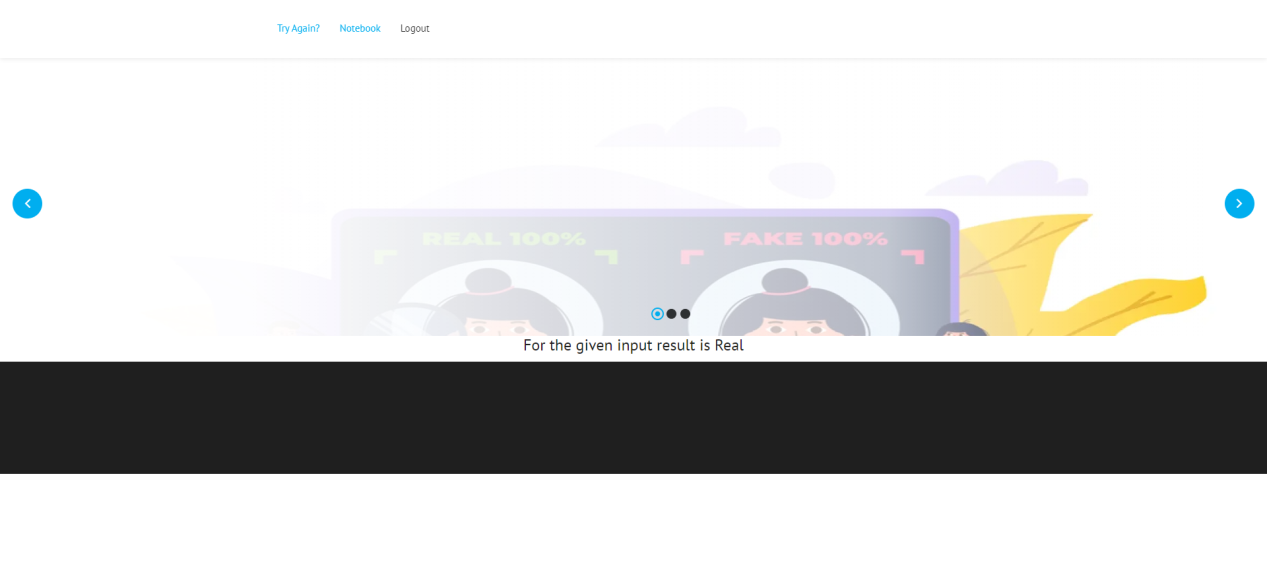 Try Again? Notebook Logout
REAL 100% FAKE 100%
For the given input result is Real